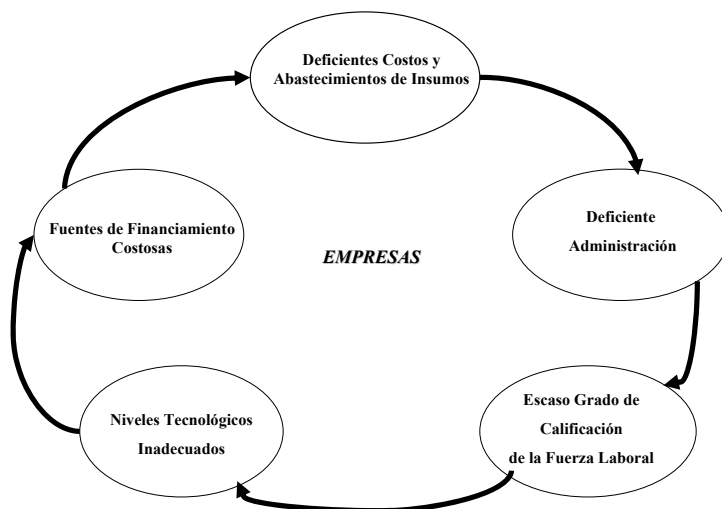 Deficientes Costos y
Abastecimientos de Insumos
Deficiente
Administración
Escaso Grado de
Calificación
de la Fuerza Laboral
Niveles Tecnológicos
Inadecuados
Fuentes de Financiamiento
Costosas
EMPRESAS